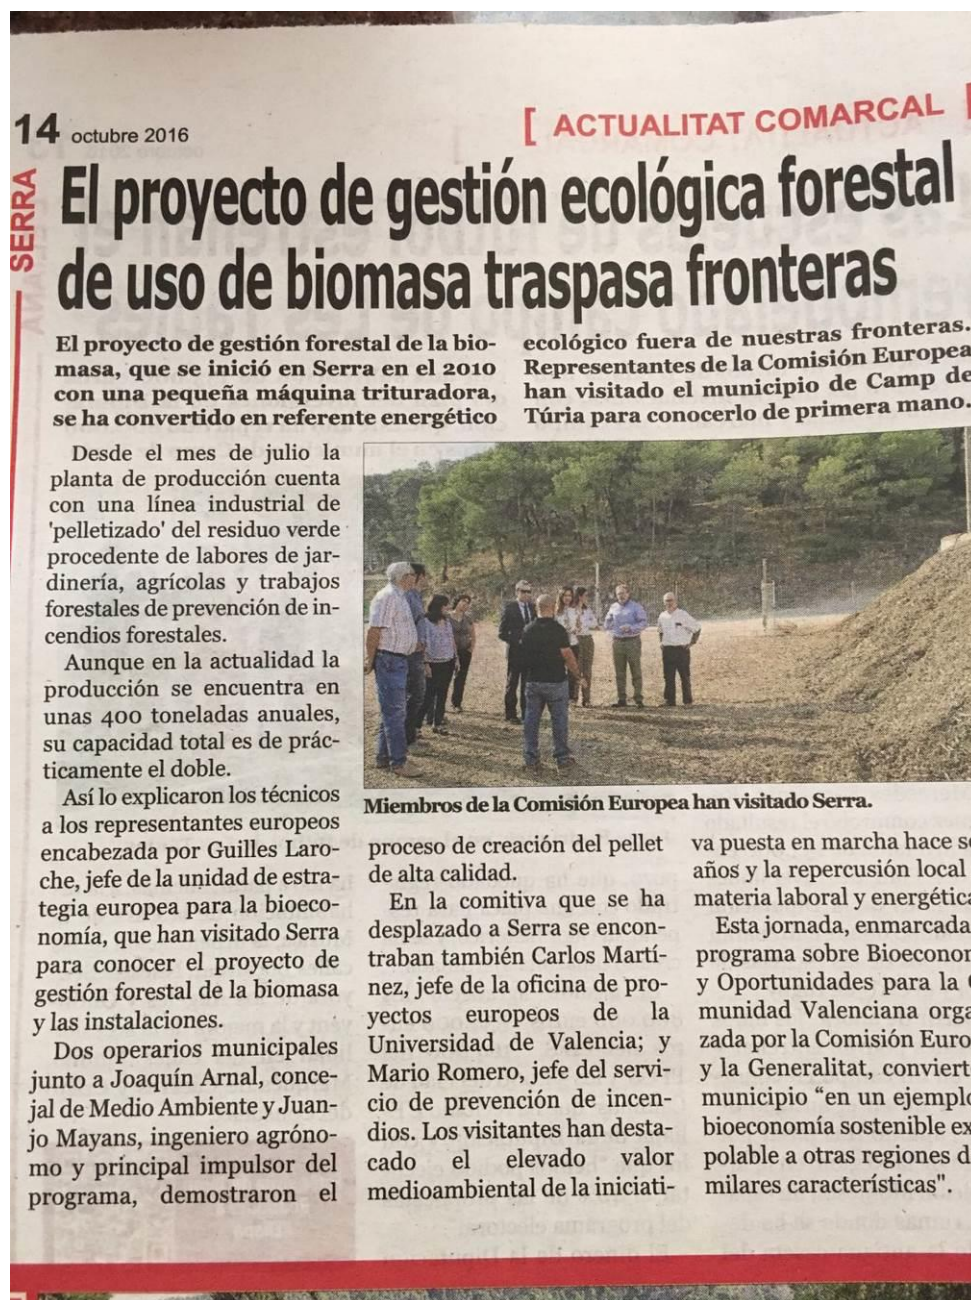 14 octubre 2016
[ ACTUALITAT COMARCAL ]
SERRA
El proyecto de gestión ecológica forestal
de uso de biomasa traspasa fronteras
El proyecto de gestión forestal de la bio-
masa, que se inició en Serra en el 2010
con una pequeña máquina trituradora,
se ha convertido en referente energético
ecológico fuera de nuestras fronteras.
Representantes de la Comisión Europea
han visitado el municipio de Camp de
Túria para conocerlo de primera mano.
Desde el mes de julio la
planta de producción cuenta
con una línea industrial de
'pelletizado' del residuo verde
procedente de labores de jar-
dinería, agrícolas y trabajos
forestales de prevención de in-
cendios forestales.
Aunque en la actualidad la
producción se encuentra en
unas 400 toneladas anuales,
su capacidad total es de prác-
ticamente el doble.
Así lo explicaron los técnicos
a los representantes europeos
encabezada por Guilles Laro-
che, jefe de la unidad de estra-
tegia europea para la bioeco-
nomía, que han visitado Serra
para conocer el proyecto de
gestión forestal de la biomasa
y las instalaciones.
Dos operarios municipales
junto a Joaquín Arnal, conce-
jal de Medio Ambiente y Juan-
jo Mayans, ingeniero agróno-
mo y principal impulsor del
programa, demostraron el
Miembros de la Comisión Europea han visitado Serra.
proceso de creación del pellet
de alta calidad.
En la comitiva que se ha
desplazado a Serra se encon-
traban también Carlos Martí-
nez, jefe de la oficina de pro-
yectos europeos de la
Universidad de Valencia; y
Mario Romero, jefe del servi-
cio de prevención de incen-
dios. Los visitantes han desta-
cado el elevado valor
medioambiental de la iniciati-
va puesta en marcha hace
años y la repercusión local
materia laboral y energética
Esta jornada, enmarcada
programa sobre Bioecono
y Oportunidades para la
munidad Valenciana orga
zada por la Comisión Euro
y la Generalitat, conviert
municipio “en un ejemplo
bioeconomía sostenible ex
polable a otras regiones d
milares características".